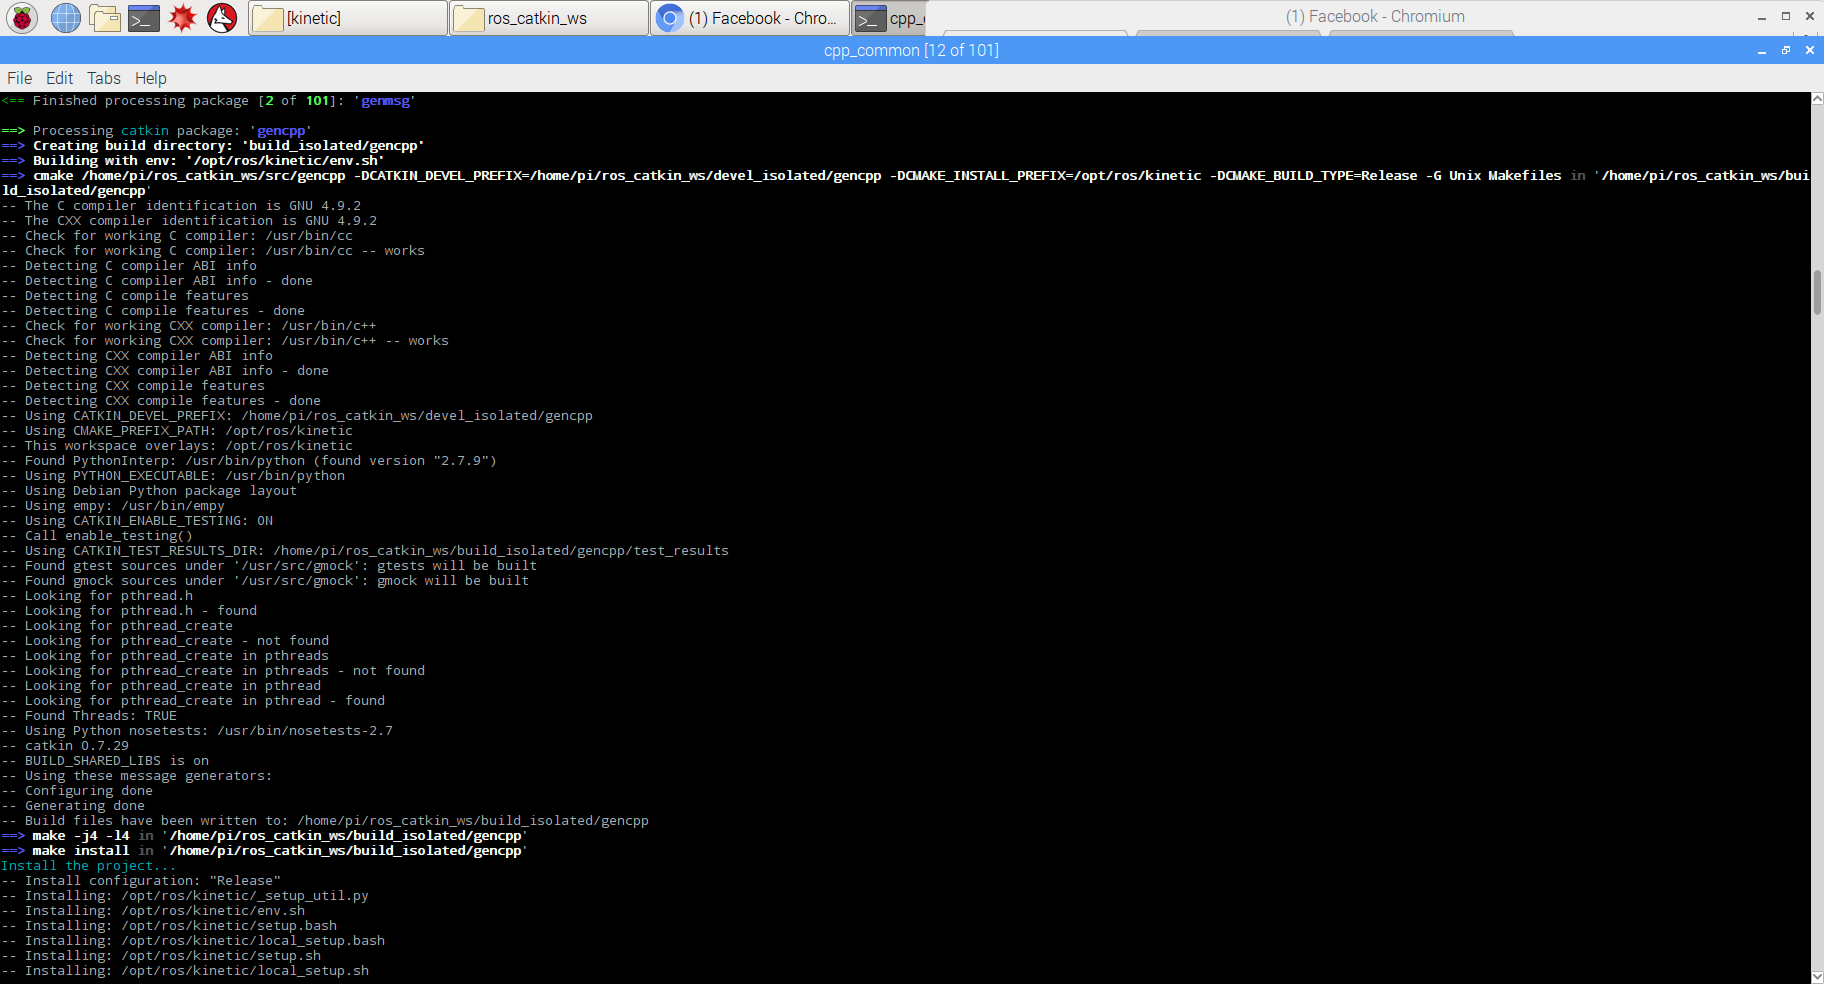 [kinetic]
ros_catkin_ws
(1) Facebook - Chro...
cpp_
(1) Facebook - Chromium
cpp_common [12 of 101]
File Edit Tabs Help
<== Finished processing package [2 of 101]: 'genmsg'
==> Processing catkin package: 'gencpp'
==> Creating build directory: 'build_isolated/gencpp'
==> Building with env: '/opt/ros/kinetic/env.sh'
==> cmake /home/pi/ros_catkin_ws/src/gencpp -DCATKIN_DEVEL_PREFIX=/home/pi/ros_catkin_ws/devel_isolated/gencpp -DCMAKE_INSTALL_PREFIX=/opt/ros/kinetic -DCMAKE_BUILD_TYPE=Release -G Unix Makefiles in '/home/pi/ros_catkin_ws/bui
ld_isolated/gencpp'
-- The C compiler identification is GNU 4.9.2
-- The CXX compiler identification is GNU 4.9.2
-- Check for working C compiler: /usr/bin/cc
-- Check for working C compiler: /usr/bin/cc -- works
-- Detecting C compiler ABI info
-- Detecting C compiler ABI info - done
-- Detecting C compile features
-- Detecting C compile features - done
-- Check for working CXX compiler: /usr/bin/c++
-- Check for working CXX compiler: /usr/bin/c++ -- works
-- Detecting CXX compiler ABI info
-- Detecting CXX compiler ABI info - done
-- Detecting CXX compile features
-- Detecting CXX compile features - done
-- Using CATKIN_DEVEL_PREFIX: /home/pi/ros_catkin_ws/devel_isolated/gencpp
-- Using CMAKE_PREFIX_PATH: /opt/ros/kinetic
-- This workspace overlays: /opt/ros/kinetic
-- Found PythonInterp: /usr/bin/python (found version "2.7.9")
-- Using PYTHON_EXECUTABLE: /usr/bin/python
-- Using Debian Python package layout
-- Using empy: /usr/bin/empy
-- Using CATKIN_ENABLE_TESTING: ON
-- Call enable_testing()
-- Using CATKIN_TEST_RESULTS_DIR: /home/pi/ros_catkin_ws/build_isolated/gencpp/test_results
-- Found gtest sources under '/usr/src/gmock': gtests will be built
-- Found gmock sources under '/usr/src/gmock': gmock will be built
-- Looking for pthread.h
-- Looking for pthread.h - found
-- Looking for pthread_create
-- Looking for pthread_create - not found
-- Looking for pthread_create in pthreads
-- Looking for pthread_create in pthreads - not found
-- Looking for pthread_create in pthread
-- Looking for pthread_create in pthread - found
-- Found Threads: TRUE
-- Using Python nosetests: /usr/bin/nosetests-2.7
-- catkin 0.7.29
-- BUILD_SHARED_LIBS is on
-- Using these message generators:
-- Configuring done
-- Generating done
-- Build files have been written to: /home/pi/ros_catkin_ws/build_isolated/gencpp
==> make -j4 -l4 in '/home/pi/ros_catkin_ws/build_isolated/gencpp'
==> make install in '/home/pi/ros_catkin_ws/build_isolated/gencpp'
Install the project...
-- Install configuration: "Release"
-- Installing: /opt/ros/kinetic/_setup_util.py
-- Installing: /opt/ros/kinetic/env.sh
-- Installing: /opt/ros/kinetic/setup.bash
-- Installing: /opt/ros/kinetic/local_setup.bash
-- Installing: /opt/ros/kinetic/setup.sh
-- Installing: /opt/ros/kinetic/local_setup.sh